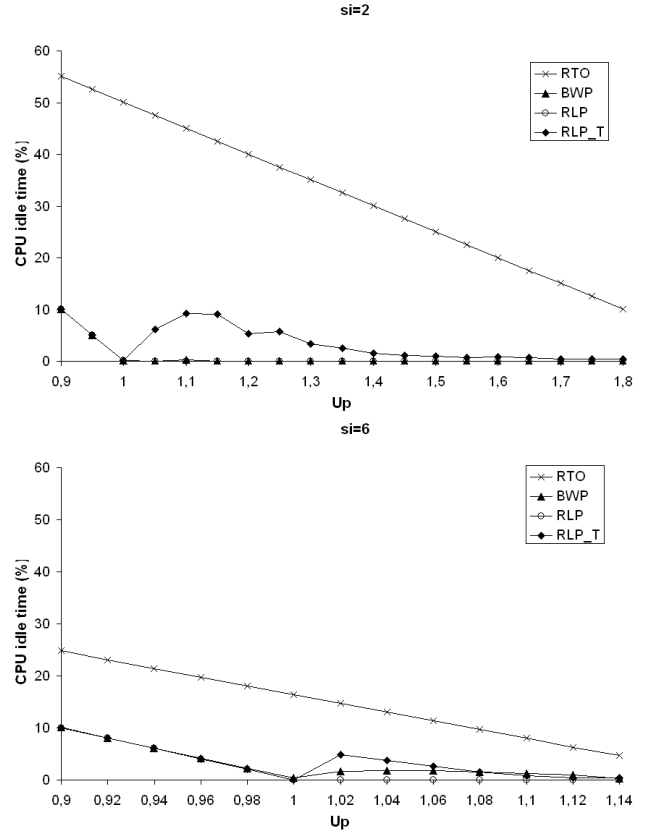 si=2
60
50
40
30
20
10
0
CPU idle time (%)
RTO
BWP
RLP
RLP_T
0,9 1 1,1 1,2 1,3 1,4 1,5 1,6 1,7 1,8
Up
si=6
60
50
40
30
20
10
0
CPU idle time (%)
RTO
BWP
RLP
RLP_T
0,9 0,92 0,94 0,96 0,98 1 1,02 1,04 1,06 1,08 1,1 1,12 1,14
Up